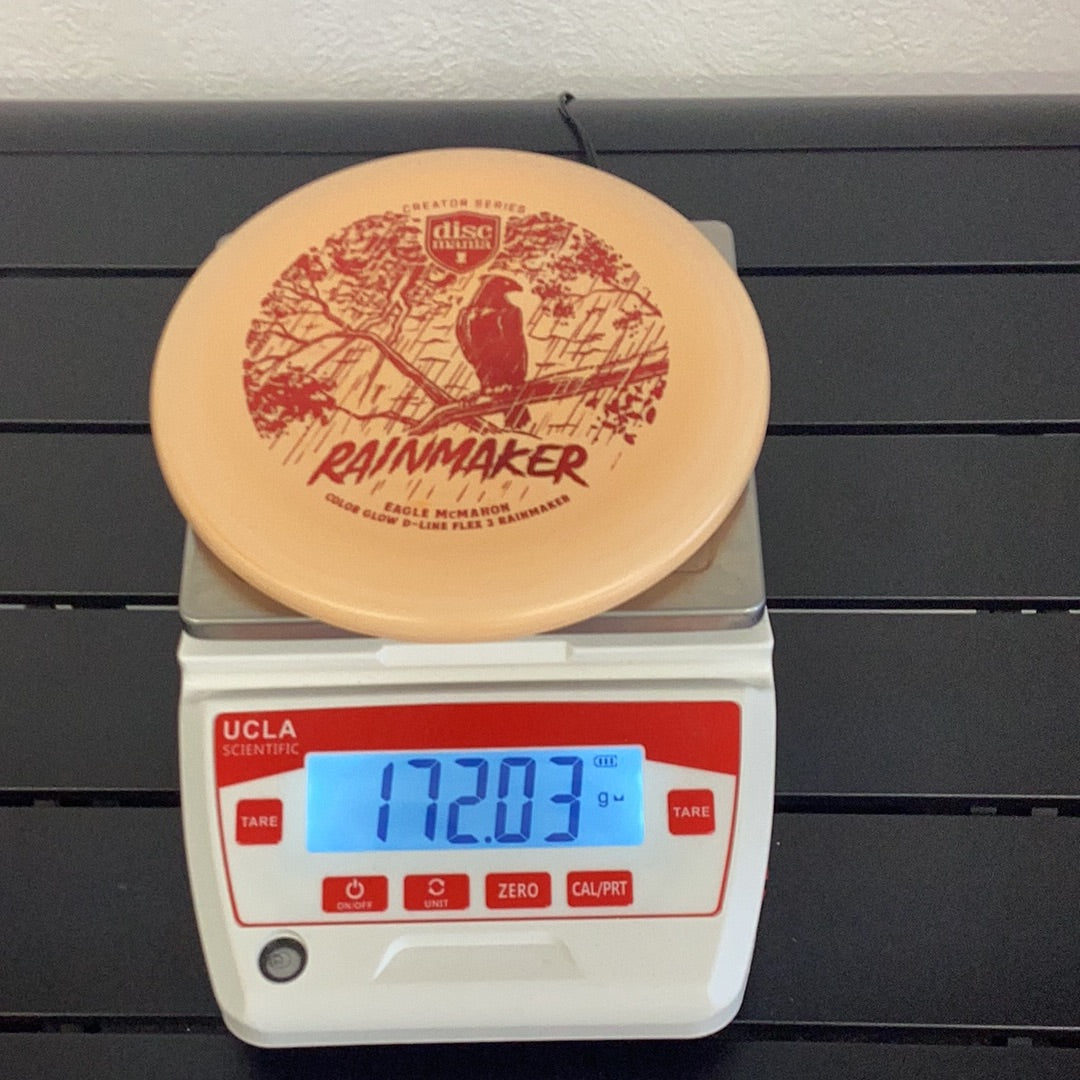 CREATOR SERIES
disc
mania
RAINMAKER
EAGLE McMAHON
COLOR GLOW D-LINE FLEX 3 RAINMAKER
UCLA
SCIENTIFIC
172.03
g
TARE
TARE
ON/OFF
UNIT
ZERO
CAL/PRT